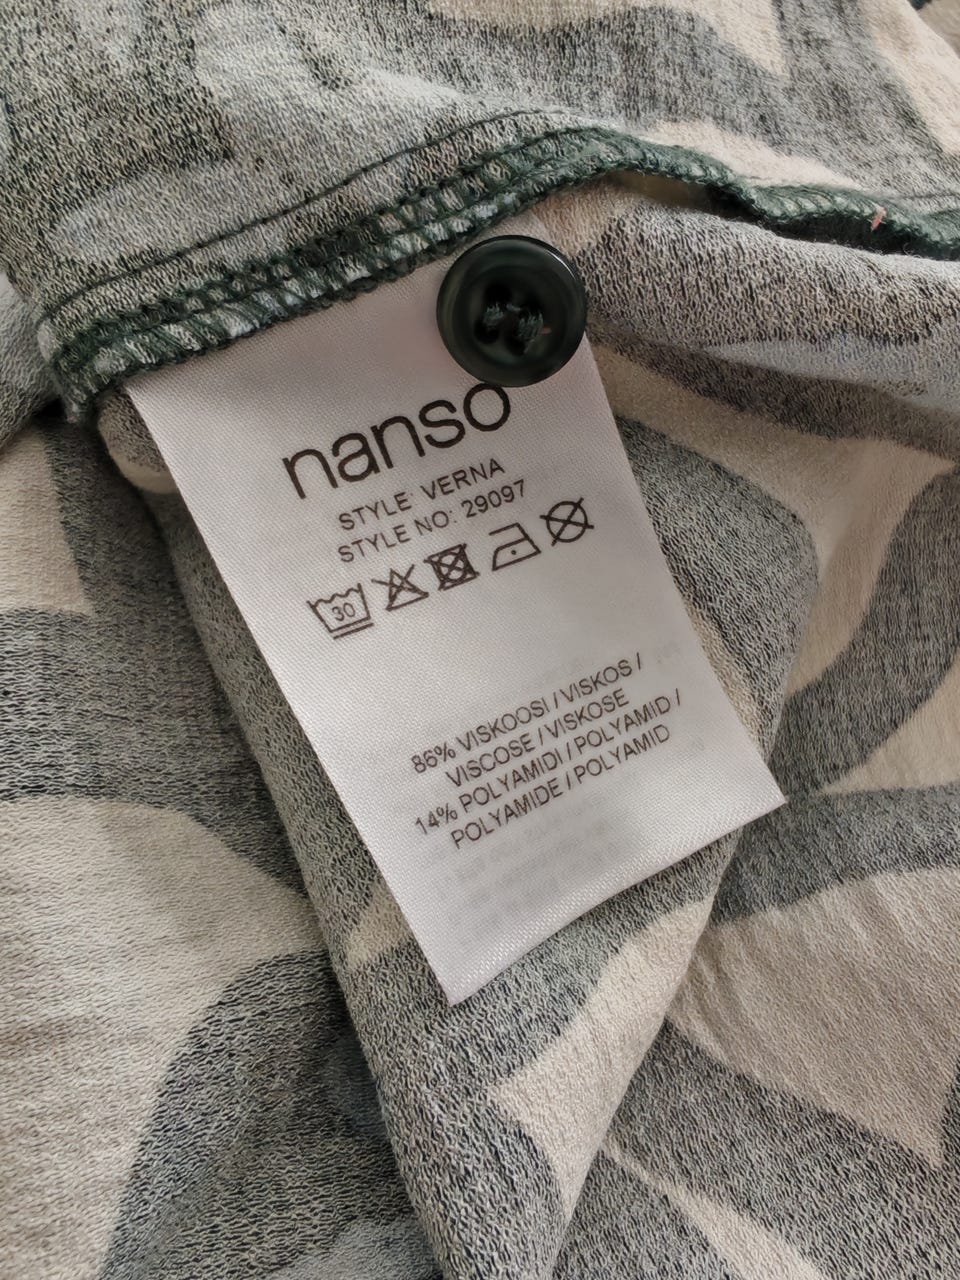 nanso
STYLE VERNA
STYLE NO: 29097
30
86% VISKOOSI / VISKOS /
VISCOSE / VISKOSE
14% POLYAMIDI / POLYAMID /
POLYAMIDE / POLYAMID